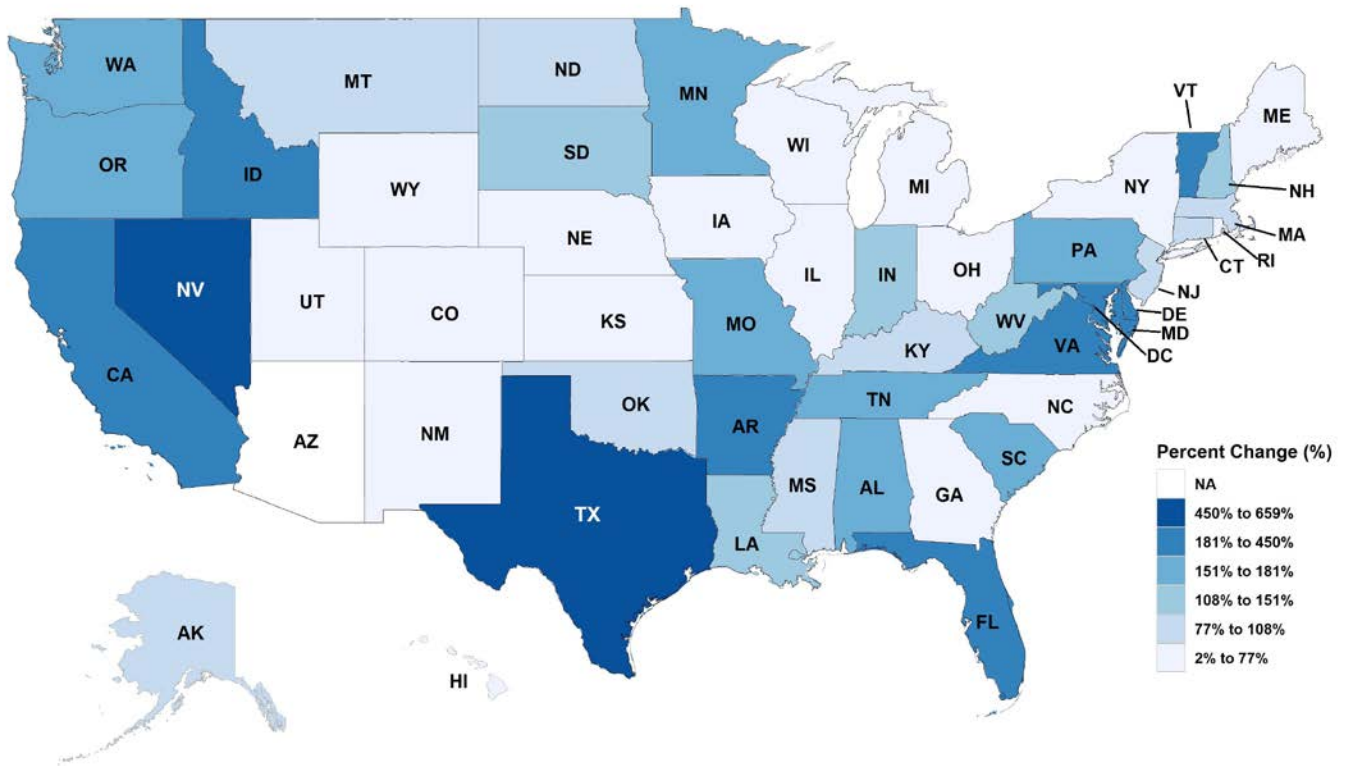 WA
MT
ND
MN
VT
ME
OR
ID
SD
WI
MI
NY
NH
WY
IA
MA
NE
RI
PA
CT
IL
IN
OH
NV
UT
CO
NJ
KS
MO
WV
DE
MD
KY
VA
DC
CA
TN
NC
OK
AR
AZ
NM
SC
MS
AL
GA
TX
LA
FL
AK
HI
Percent Change (%)
NA
450% to 659%
181% to 450%
151% to 181%
108% to 151%
77% to 108%
2% to 77%